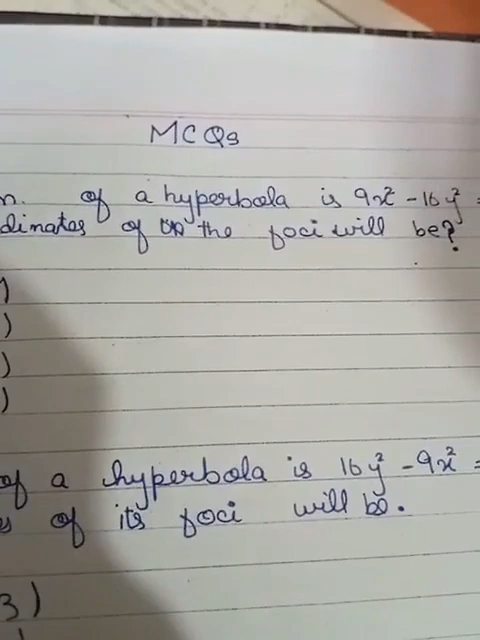 MCQs
n. of a hyperbola is 9x² - 16y² =
dinates of the foci will be?
)
)
)
)
of a hyperbola is 16y² - 9x² =
s of its foci will be.
3)